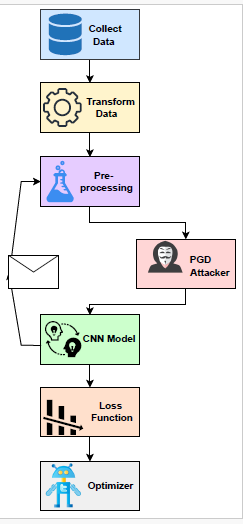 Collect
Data
Transform
Data
Pre-
processing
PGD
Attacker
CNN Model
Loss
Function
Optimizer